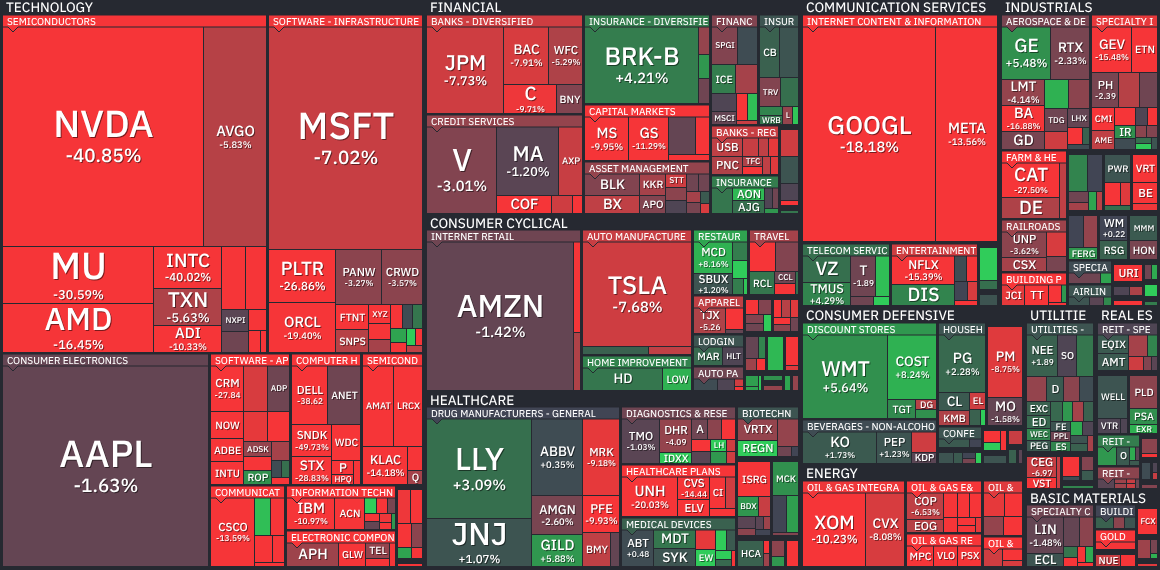 TECHNOLOGY
SEMICONDUCTORS
NVDA
-40.85%
AVGO
-5.83%
MU
-30.59%
AMD
-16.45%
INTC
-40.02%
TXN
-5.63%
ADI
-10.33%
NXPI
SOFTWARE - INFRASTRUCTURE
MSFT
-7.02%
PLTR
-26.86%
ORCL
-19.40%
PANW
-3.27%
CRWD
-3.57%
FTNT
XYZ
SNPS
CONSUMER ELECTRONICS
AAPL
-1.63%
SOFTWARE - AP
CRM
-27.84
ADP
NOW
ADBE
ADSK
INTU
ROP
COMPUTER H
DELL
-38.62
ANET
SNDK
-49.73%
WDC
STX
-28.83%
P
HPQ
SEMICOND
AMAT
LRCX
KLAC
-14.18%
Q
COMMUNICAT
CSCO
-13.59%
INFORMATION TECHN
IBM
-10.97%
ACN
ELECTRONIC COMPON
APH
GLW
TEL
FINANCIAL
BANKS - DIVERSIFIED
JPM
-7.73%
BAC
-7.91%
WFC
-5.29%
C
-9.71%
BNY
CREDIT SERVICES
V
-3.01%
MA
-1.20%
AXP
COF
INSURANCE - DIVERSIFIE
BRK-B
+4.21%
CAPITAL MARKETS
MS
-9.95%
GS
-11.29%
ASSET MANAGEMENT
BLK
KKR
STT
BX
APO
FINANC
SPGI
ICE
MSCI
INSUR
CB
TRV
WRB
L
BANKS - REG
USB
PNC
TFC
INSURANCE
AON
AJG
CONSUMER CYCLICAL
INTERNET RETAIL
AMZN
-1.42%
AUTO MANUFACTURE
TSLA
-7.68%
HOME IMPROVEMENT
HD
LOW
RESTAUR
MCD
+8.16%
SBUX
+1.20%
TRAVEL
RCL
CCL
APPAREL
TJX
-5.26
LODGIN
MAR
HLT
AUTO PA
HEALTHCARE
DRUG MANUFACTURERS - GENERAL
LLY
+3.09%
JNJ
+1.07%
ABBV
+0.35%
AMGN
-2.60%
GILD
+5.88%
MRK
-9.18%
PFE
-9.93%
BMY
DIAGNOSTICS & RESE
TMO
-1.03%
DHR
-4.09
A
LH
IDXX
HEALTHCARE PLANS
UNH
-20.03%
CVS
-14.44
CI
ELV
MEDICAL DEVICES
ABT
+0.48
MDT
SYK
EW
BIOTECHN
VRTX
REGN
ISRG
MCK
BDX
HCA
COMMUNICATION SERVICES
INTERNET CONTENT & INFORMATION
GOOGL
-18.18%
META
-13.56%
TELECOM SERVIC
VZ
T
-1.89
TMUS
+4.29%
ENTERTAINMENT
NFLX
-15.39%
DIS
CONSUMER DEFENSIVE
DISCOUNT STORES
WMT
+5.64%
COST
+8.24%
TGT
DG
HOUSEH
PG
+2.28%
CL
EL
KMB
PM
-8.75%
MO
-1.58%
BEVERAGES - NON-ALCOHO
KO
+1.73%
PEP
+1.23%
KDP
CONFE
ENERGY
OIL & GAS INTEGRA
XOM
-10.23%
CVX
-8.08%
OIL & GAS E&
COP
-6.53%
EOG
OIL & GAS RE
MPC
VLO
PSX
OIL &
OIL &
INDUSTRIALS
AEROSPACE & DE
GE
+5.48%
RTX
-2.33%
LMT
-4.14%
BA
-16.88%
TDG
LHX
GD
SPECIALTY I
GEV
-15.48%
ETN
PH
-2.39
CMI
IR
AME
FARM & HE
CAT
-27.50%
DE
PWR
VRT
BE
RAILROADS
UNP
-3.62%
CSX
FERG
WM
+0.22
RSG
MMM
HON
BUILDING P
JCI
TT
SPECIA
AIRLIN
URI
UTILITIE
UTILITIES -
NEE
+1.89
SO
D
EXC
ED
FE
WEC
PPL
PEG
ES
CEG
-6.97
VST
REAL ES
REIT - SPE
EQIX
AMT
WELL
VTR
PLD
PSA
EXR
REIT -
O
REIT -
BASIC MATERIALS
SPECIALTY C
LIN
-1.48%
ECL
BUILDI
FCX
GOLD
NUE